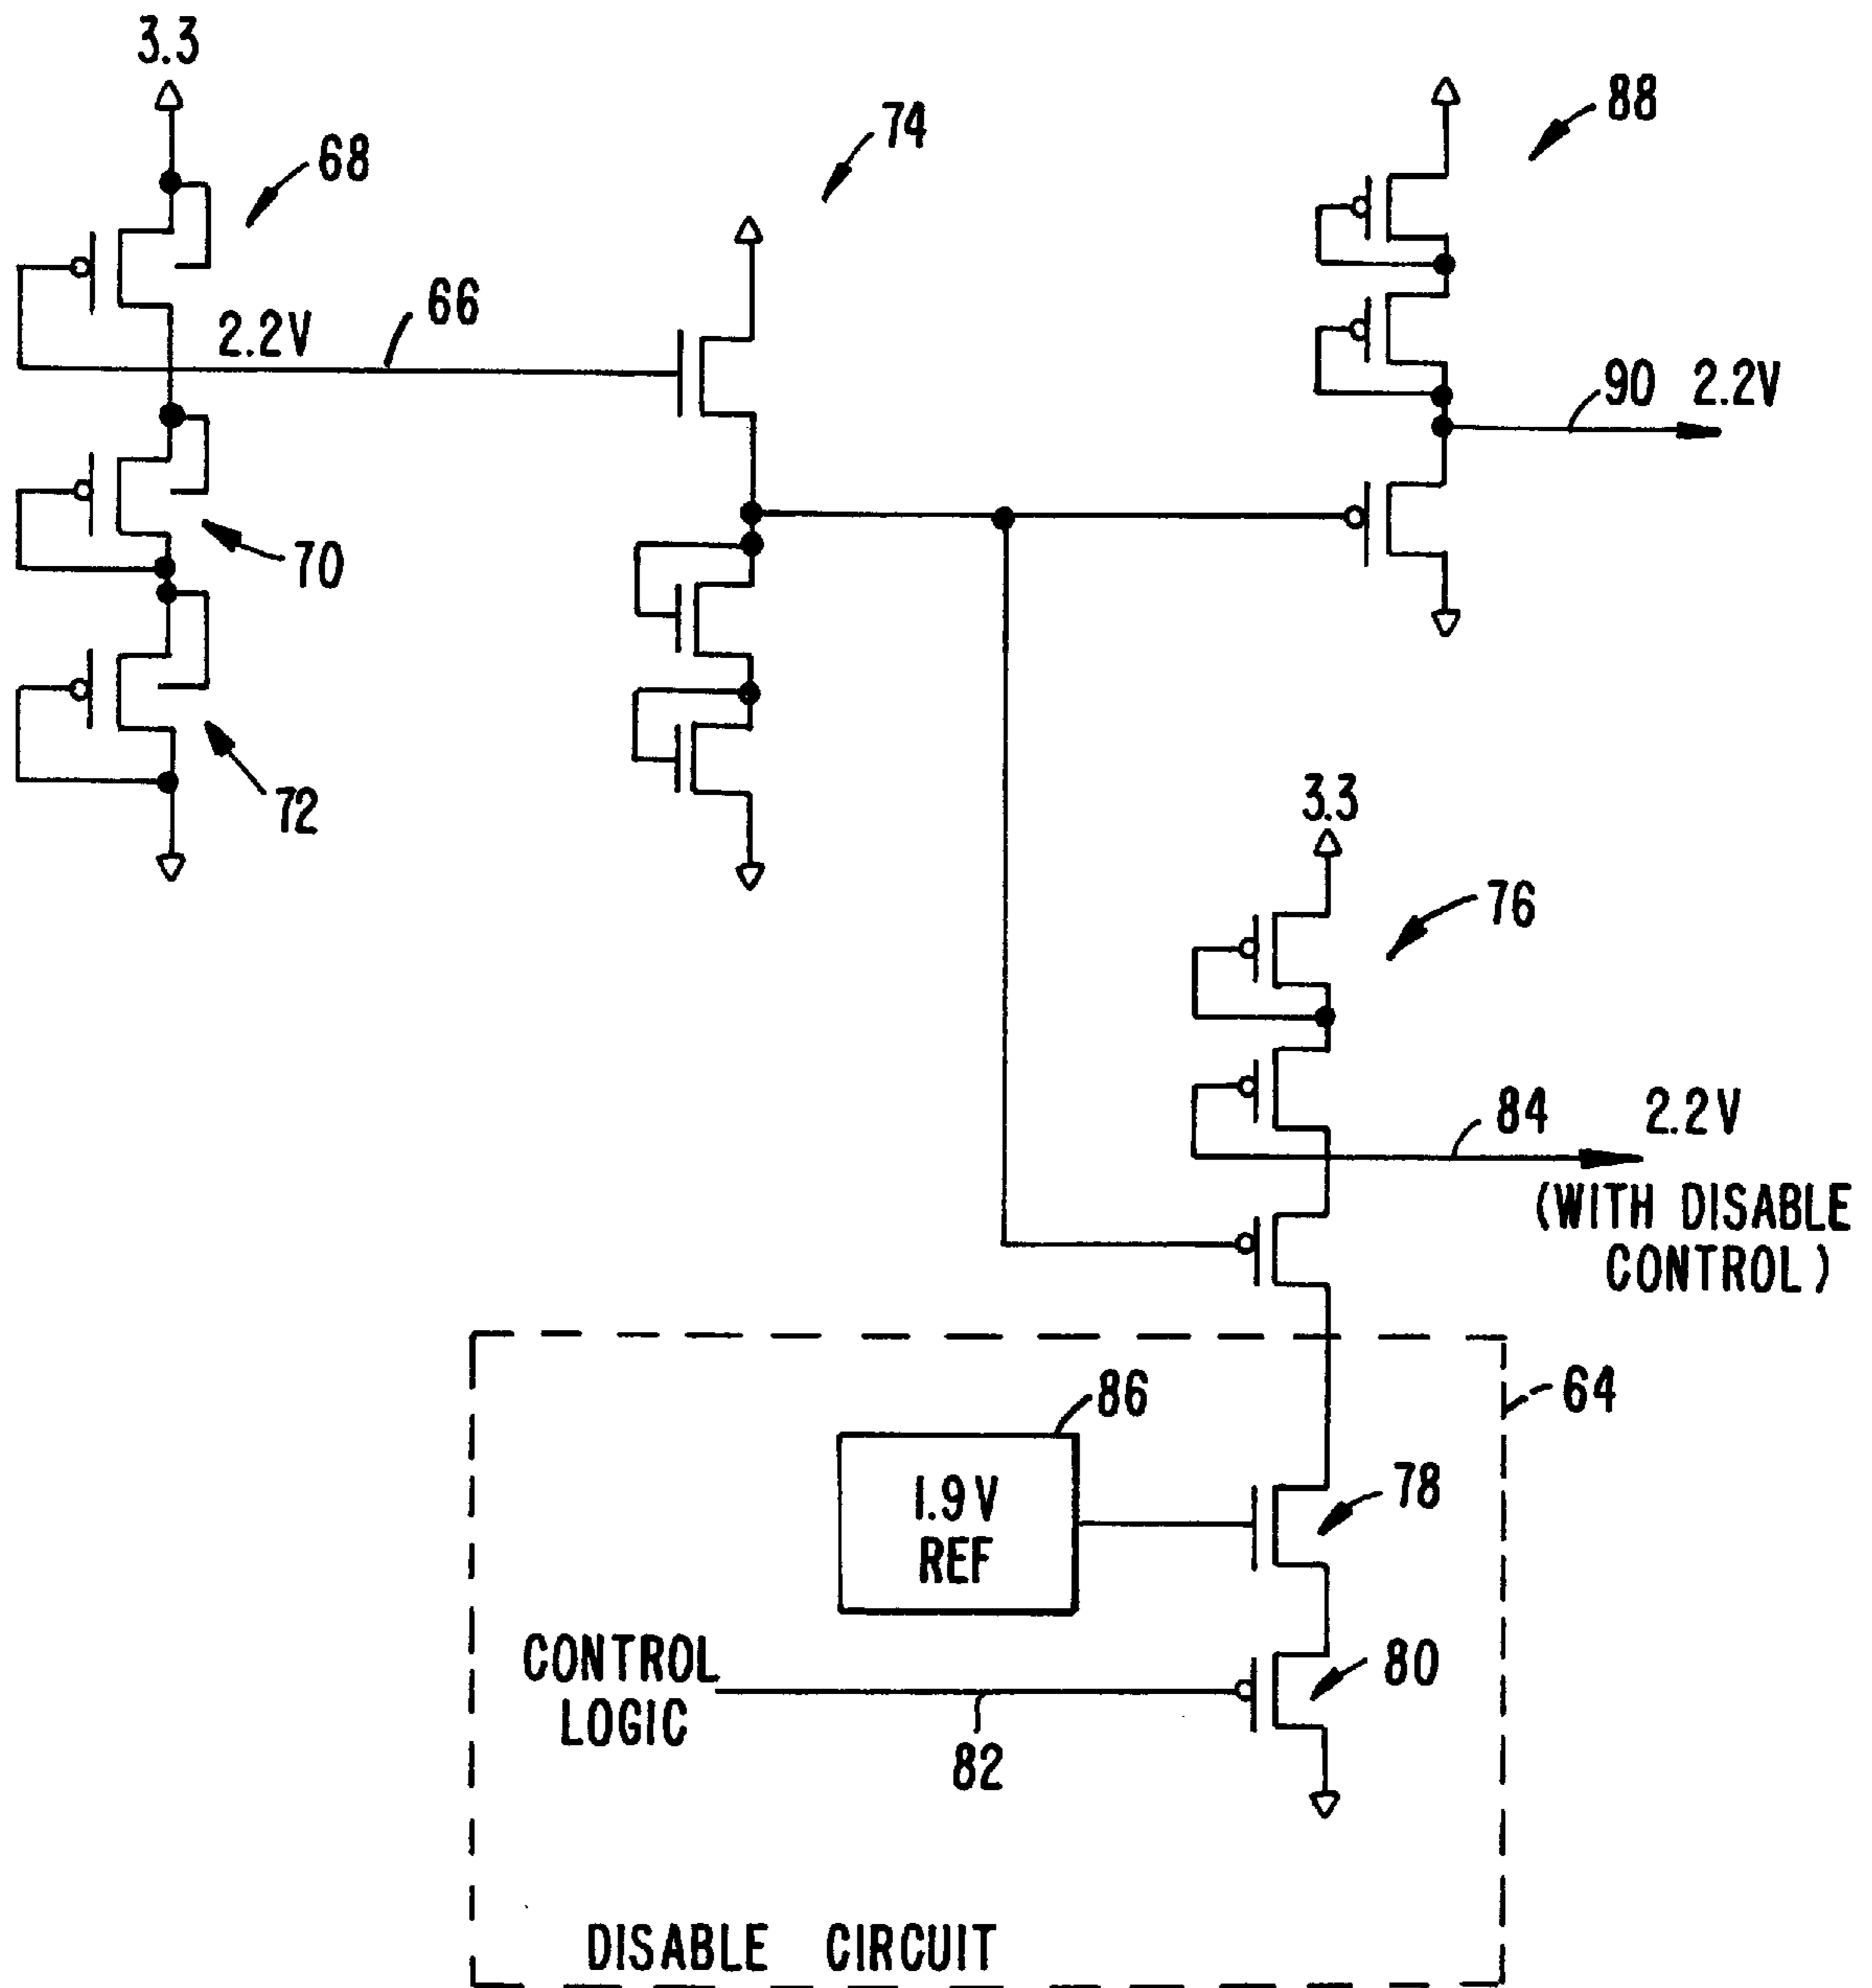 3.3
68
74
88
2.2V
66
90 2.2V
70
72
3.3
76
84
2.2V
(WITH DISABLE
CONTROL)
64
86
1.9V
REF
78
CONTROL
LOGIC
80
82
DISABLE CIRCUIT